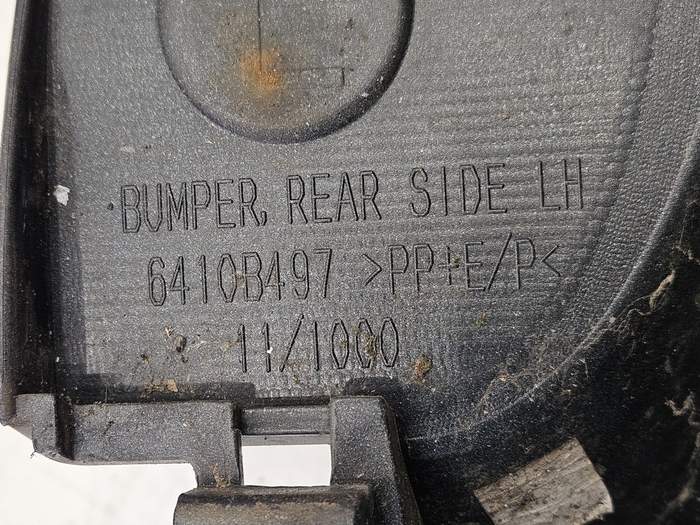 BUMPER, REAR SIDE LH
6410B497 >PP+E/P<
11/1000